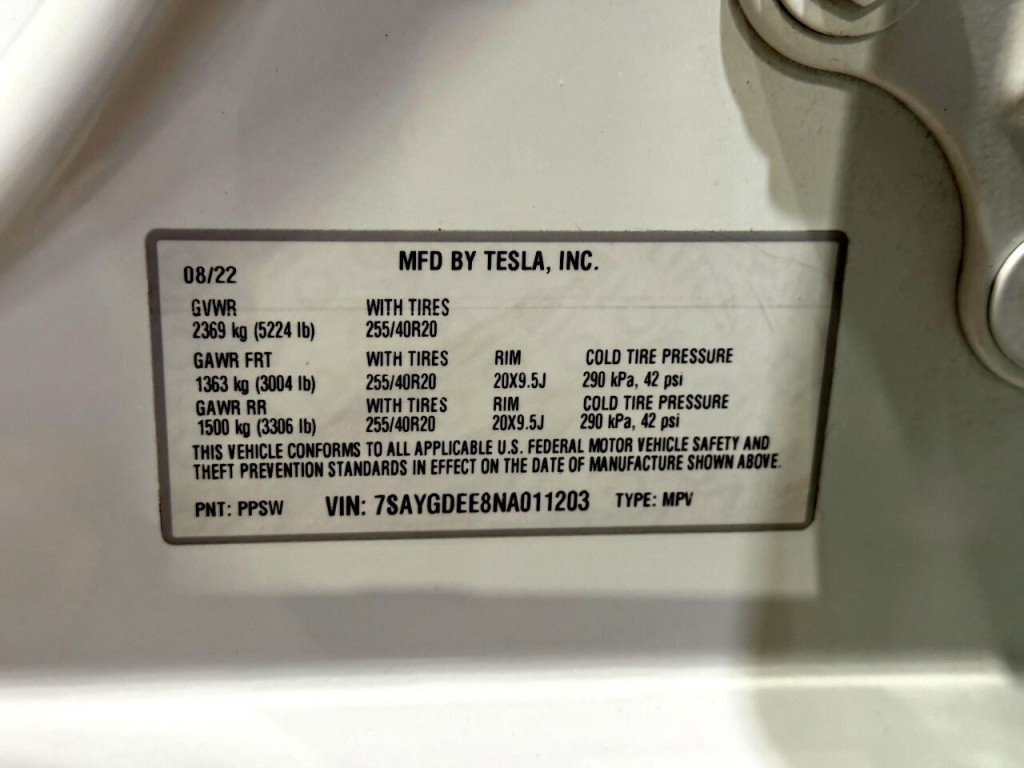 MFD BY TESLA, INC.
08/22
GVWR WITH TIRES
2369 kg (5224 lb) 255/40R20
GAWR FRT WITH TIRES RIM COLD TIRE PRESSURE
1363 kg (3004 lb) 255/40R20 20X9.5J 290 kPa, 42 psi
GAWR RR WITH TIRES RIM COLD TIRE PRESSURE
1500 kg (3306 lb) 255/40R20 20X9.5J 290 kPa, 42 psi
THIS VEHICLE CONFORMS TO ALL APPLICABLE U.S. FEDERAL MOTOR VEHICLE SAFETY AND
THEFT PREVENTION STANDARDS IN EFFECT ON THE DATE OF MANUFACTURE SHOWN ABOVE.
PNT: PPSW VIN: 7SAYGDEE8NA011203 TYPE: MPV